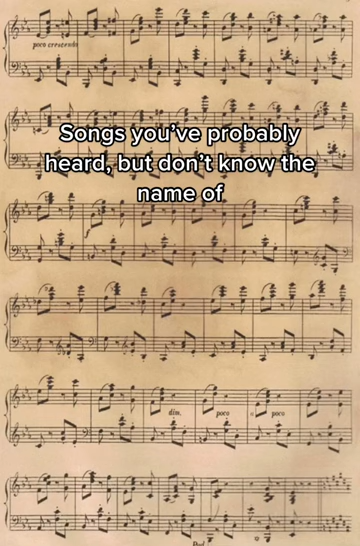 poco crescendo
Songs you've probably
heard, but don't know the
name of
f
dim. poco a poco
Ped.